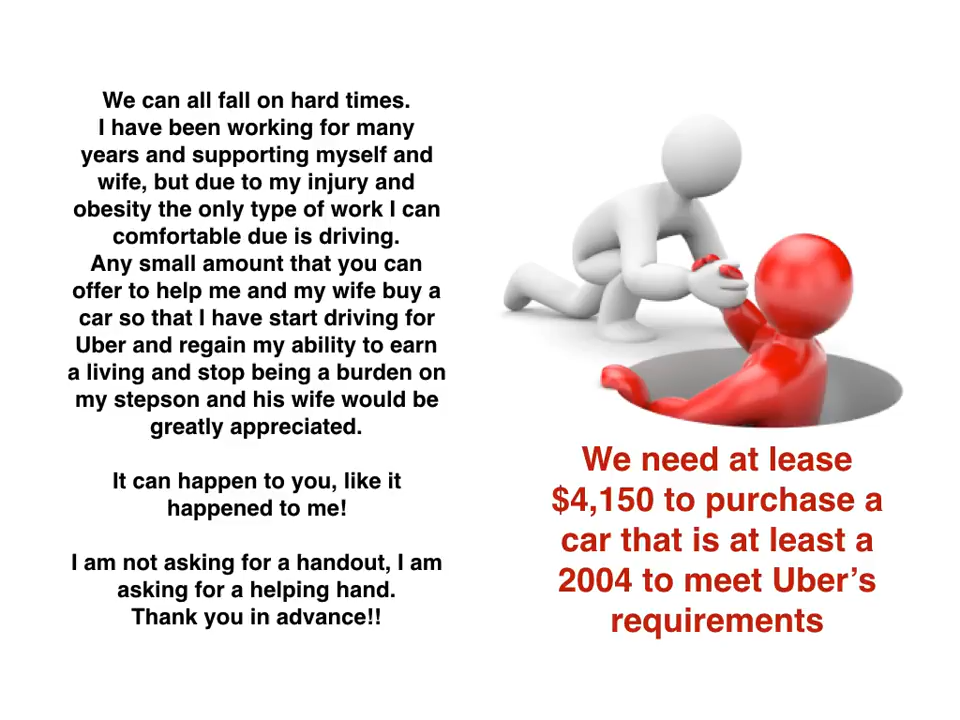 We can all fall on hard times.
I have been working for many
years and supporting myself and
wife, but due to my injury and
obesity the only type of work I can
comfortable due is driving.
Any small amount that you can
offer to help me and my wife buy a
car so that I have start driving for
Uber and regain my ability to earn
a living and stop being a burden on
my stepson and his wife would be
greatly appreciated.
It can happen to you, like it
happened to me!
I am not asking for a handout, I am
asking for a helping hand.
Thank you in advance!!
We need at lease
$4,150 to purchase a
car that is at least a
2004 to meet Uber's
requirements